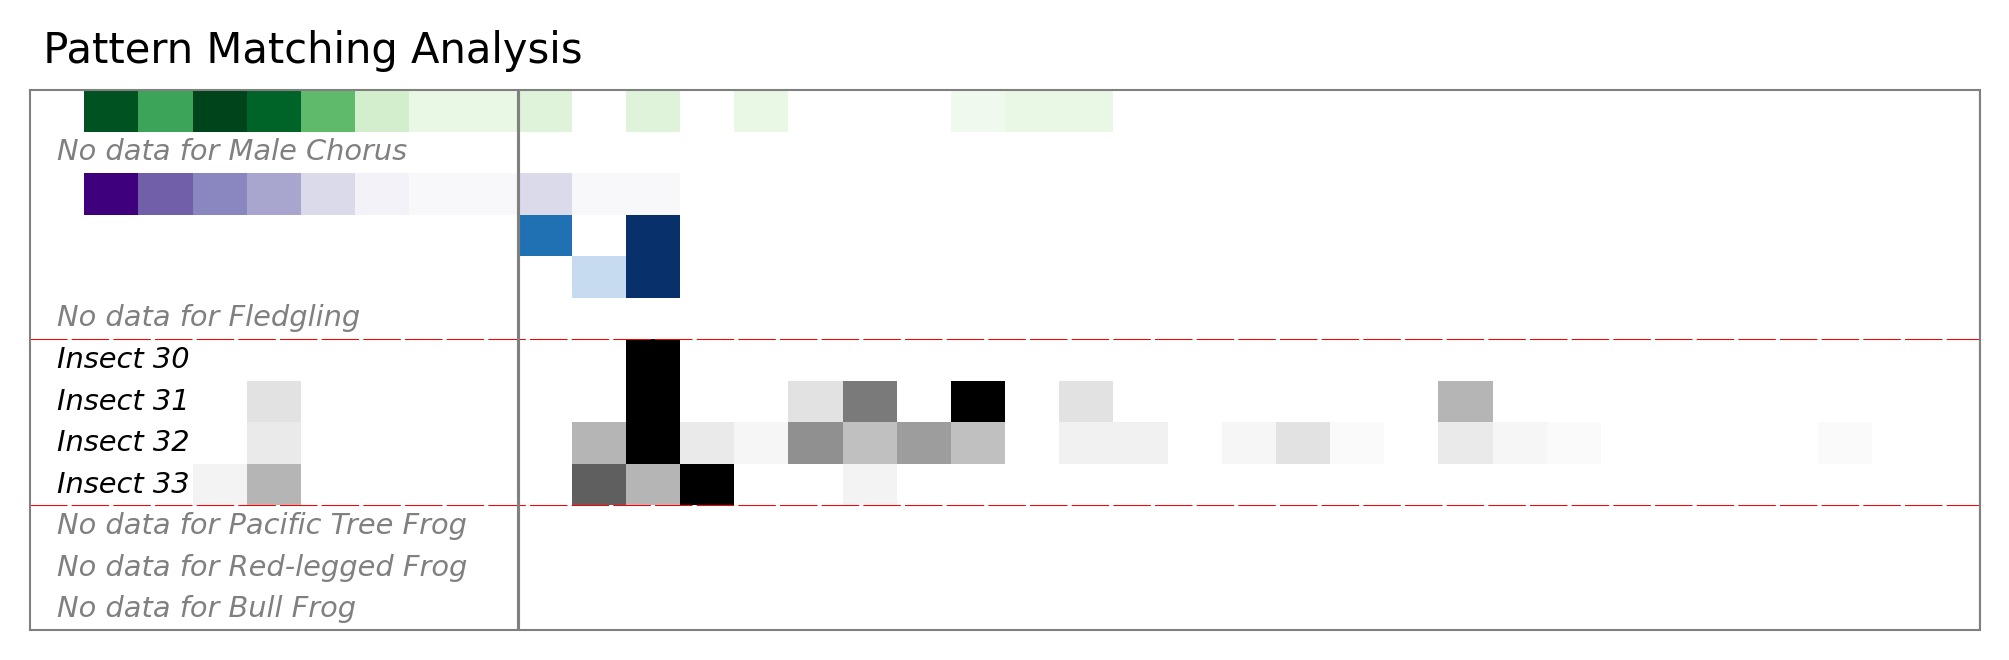 Pattern Matching Analysis
No data for Male Chorus
No data for Fledgling
Insect 30
Insect 31
Insect 32
Insect 33
No data for Pacific Tree Frog
No data for Red-legged Frog
No data for Bull Frog